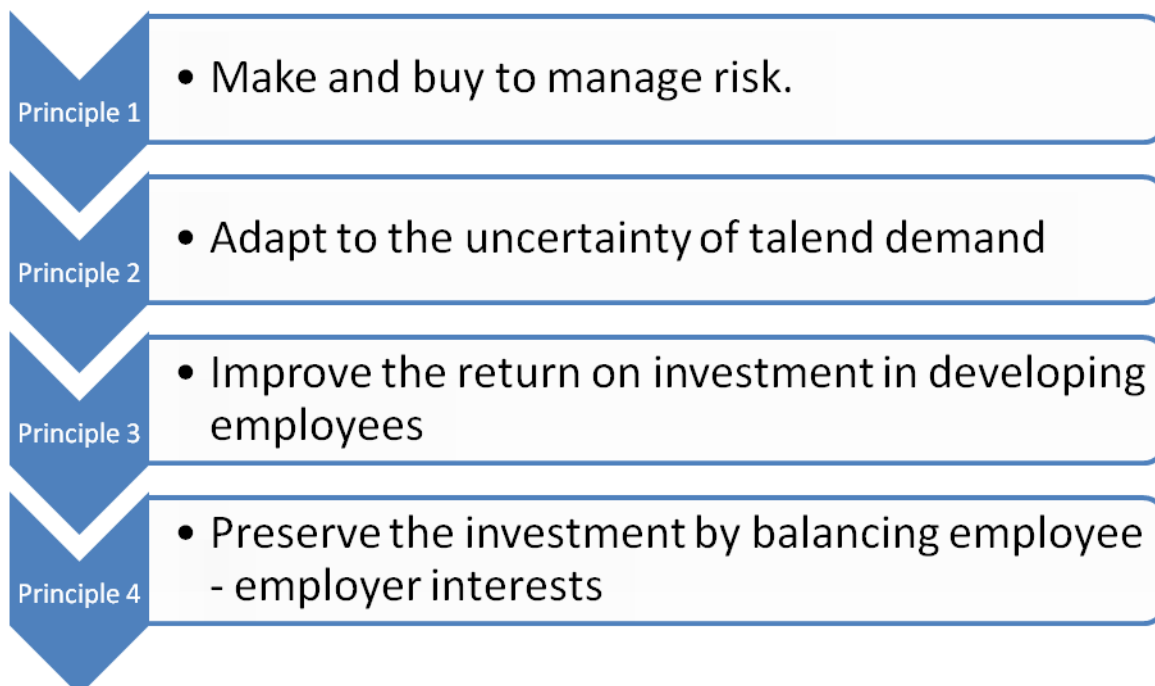 Principle 1
• Make and buy to manage risk.
Principle 2
• Adapt to the uncertainty of talend demand
Principle 3
• Improve the return on investment in developing
employees
Principle 4
• Preserve the investment by balancing employee
- employer interests